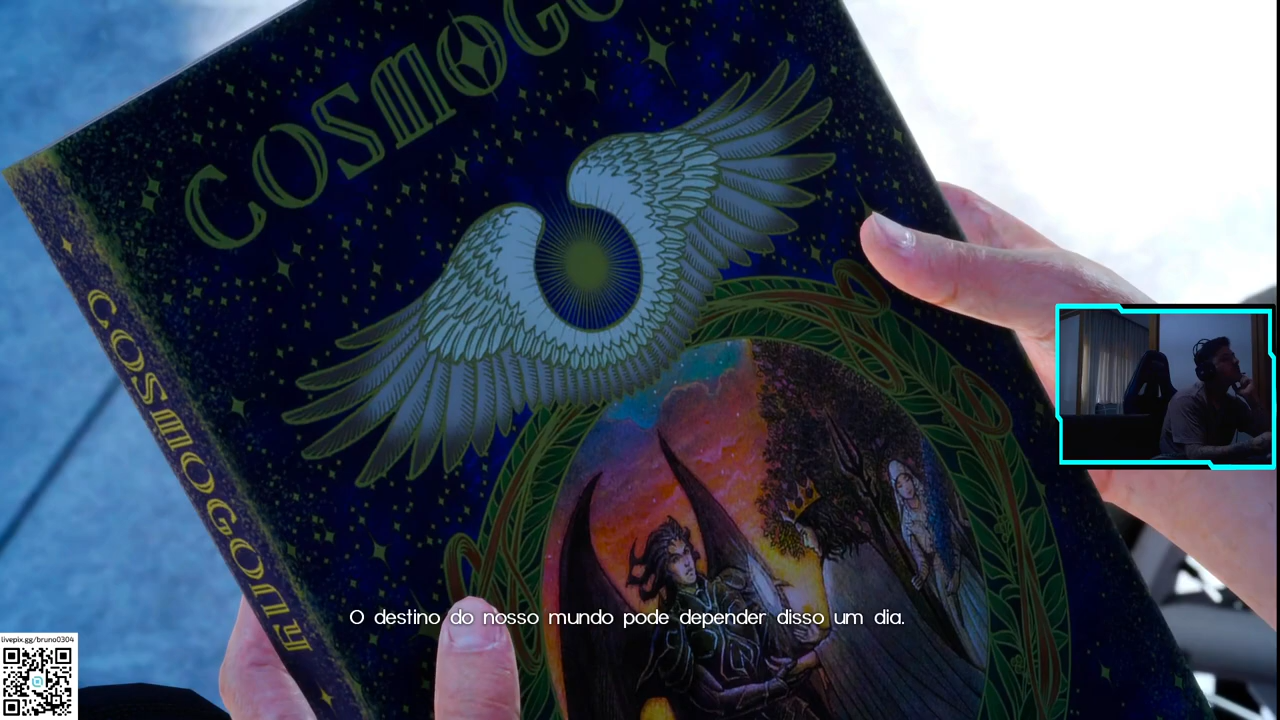 COSMOGO
COSMOGONY
O destino do nosso mundo pode depender disso um dia.
livepix.gg/bruno0304